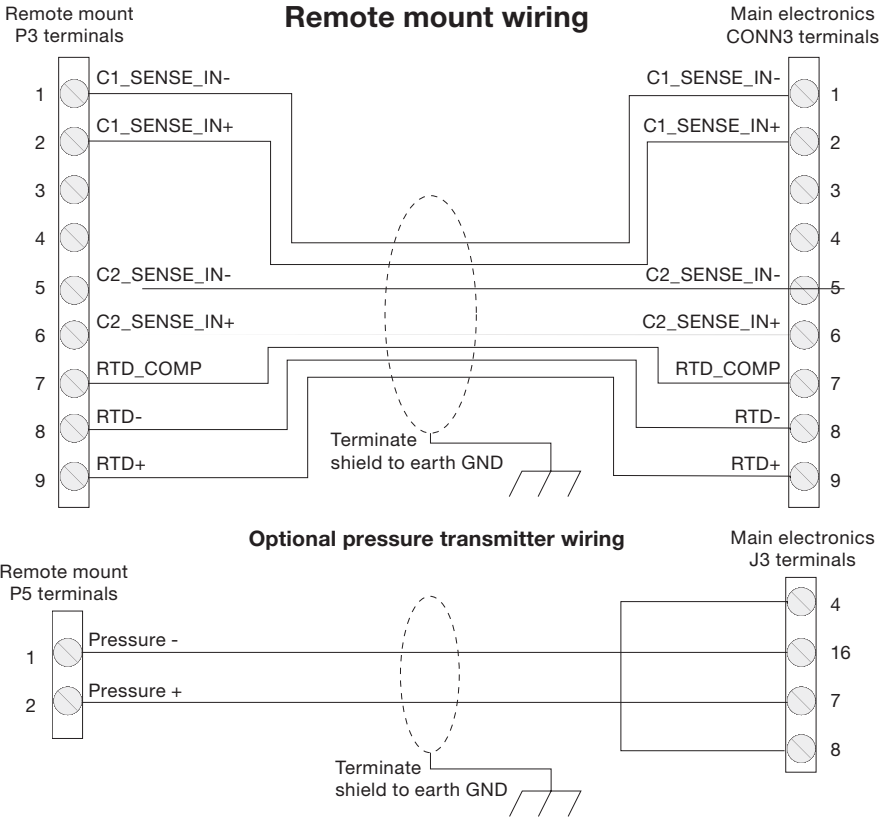 Remote mount wiring
Remote mount
P3 terminals
Main electronics
CONN3 terminals
1
C1_SENSE_IN-
C1_SENSE_IN-
1
2
C1_SENSE_IN+
C1_SENSE_IN+
2
3
3
4
4
5
C2_SENSE_IN-
C2_SENSE_IN-
5
6
C2_SENSE_IN+
C2_SENSE_IN+
6
7
RTD_COMP
RTD_COMP
7
8
RTD-
RTD-
8
9
RTD+
RTD+
9
Terminate
shield to earth GND
Optional pressure transmitter wiring
Remote mount
P5 terminals
Main electronics
J3 terminals
4
1
Pressure -
16
2
Pressure +
7
8
Terminate
shield to earth GND